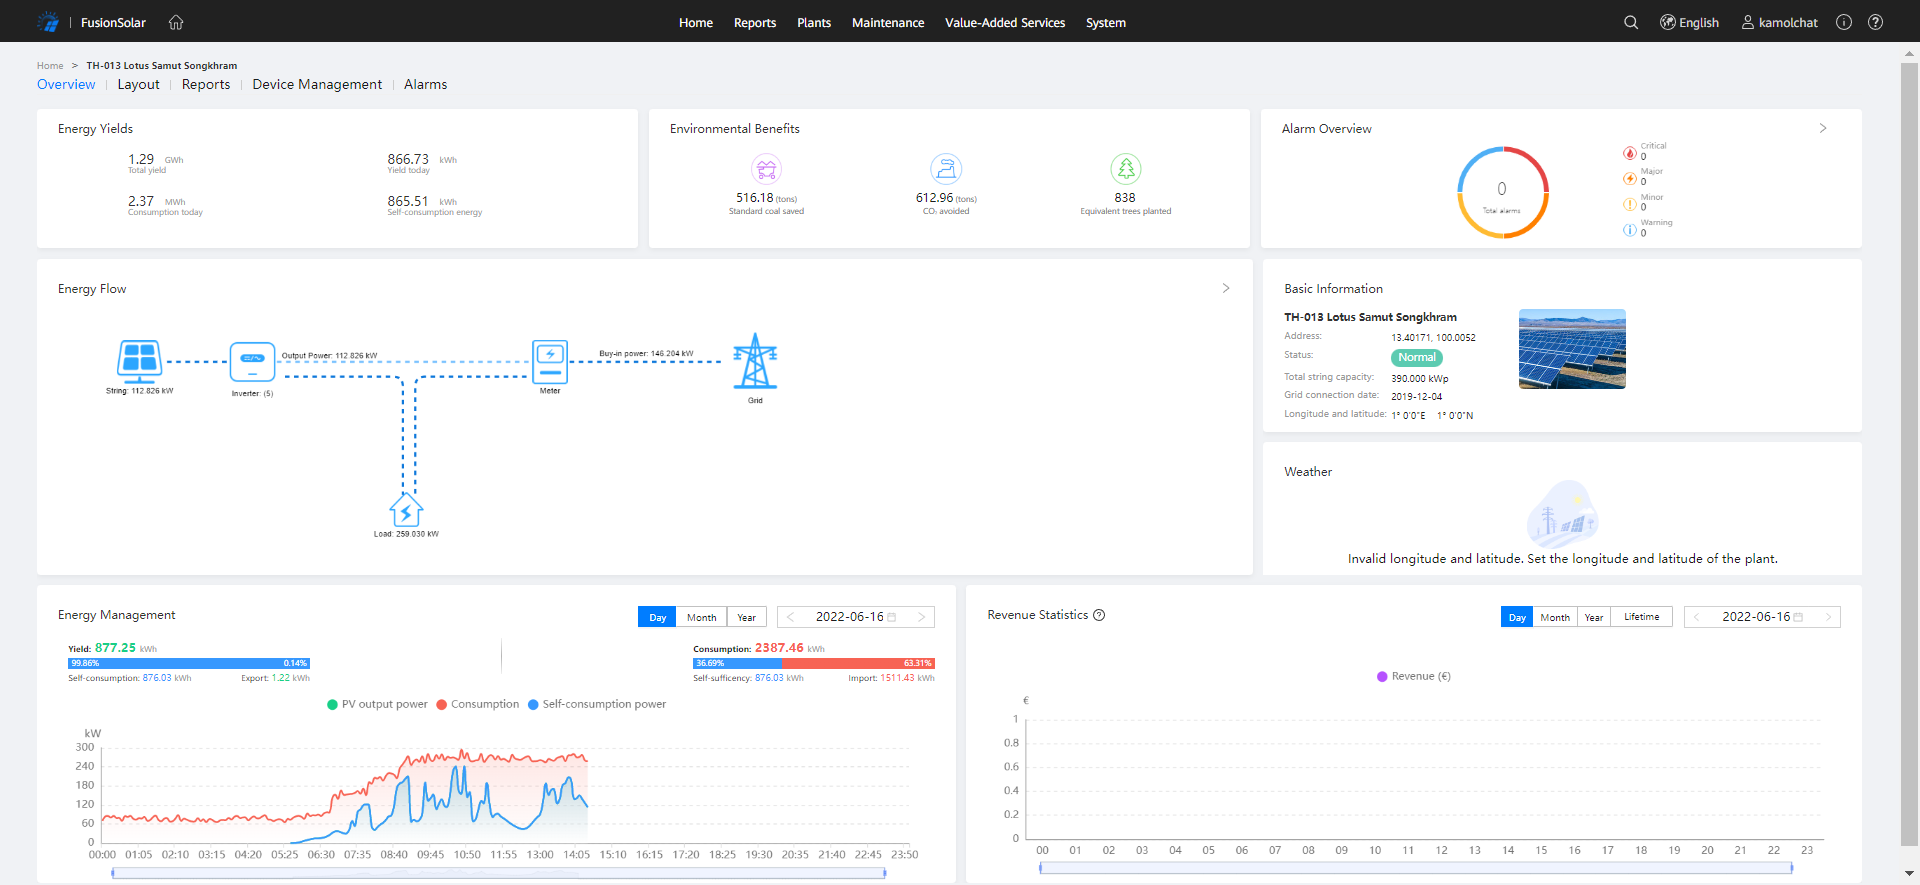 FusionSolar
Home Reports Plants Maintenance Value-Added Services System
English kamolchat
Home > TH-013 Lotus Samut Songkhram
Overview Layout Reports Device Management Alarms
Energy Yields
1.29 GWh
Total yield
866.73 kWh
Yield today
2.37 MWh
Consumption today
865.51 kWh
Self-consumption energy
Environmental Benefits
516.18 (tons)
Standard coal saved
612.96 (tons)
CO₂ avoided
838
Equivalent trees planted
Alarm Overview
0
Total alarms
Critical
0
Major
0
Minor
0
Warning
0
Energy Flow
String: 112.826 kW
Inverter: (5)
Output Power: 112.826 kW
Meter
Buy-in power: 146.204 kW
Grid
Load: 259.030 kW
Basic Information
TH-013 Lotus Samut Songkhram
Address: 13.40171, 100.0052
Status: Normal
Total string capacity: 390.000 kWp
Grid connection date: 2019-12-04
Longitude and latitude: 1° 0'0"E 1° 0'0"N
Weather
Invalid longitude and latitude. Set the longitude and latitude of the plant.
Energy Management
Day Month Year
2022-06-16
Yield: 877.25 kWh
99.86% 0.14%
Self-consumption: 876.03 kWh Export: 1.22 kWh
Consumption: 2387.46 kWh
36.69% 63.31%
Self-sufficency: 876.03 kWh Import: 1511.43 kWh
PV output power Consumption Self-consumption power
kW
300
240
180
120
60
0
00:00 01:05 02:10 03:15 04:20 05:25 06:30 07:35 08:40 09:45 10:50 11:55 13:00 14:05 15:10 16:15 17:20 18:25 19:30 20:35 21:40 22:45 23:50
Revenue Statistics
Day Month Year Lifetime
2022-06-16
Revenue (€)
€
1
0.8
0.6
0.4
0.2
0
00 01 02 03 04 05 06 07 08 09 10 11 12 13 14 15 16 17 18 19 20 21 22 23